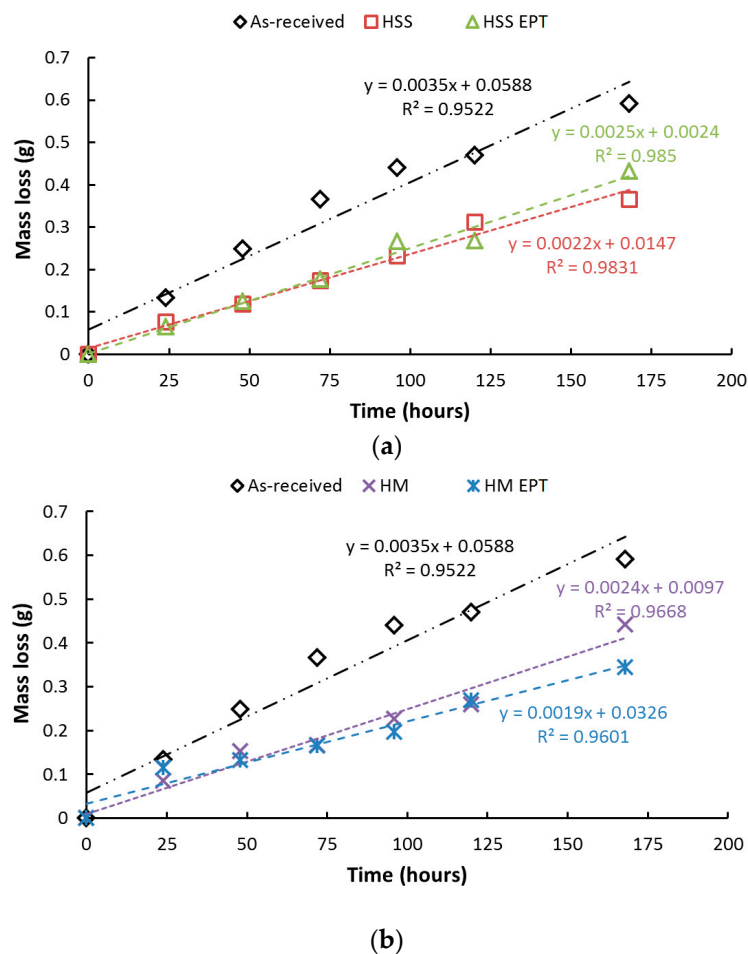 As-received HSS HSS EPT
0.7
0.6
0.5
0.4
0.3
0.2
0.1
0
Mass loss (g)
y = 0.0035x + 0.0588
R² = 0.9522
y = 0.0025x + 0.0024
R² = 0.985
y = 0.0022x + 0.0147
R² = 0.9831
0 25 50 75 100 125 150 175 200
Time (hours)
(a)
As-received HM HM EPT
0.7
0.6
0.5
0.4
0.3
0.2
0.1
0
Mass loss (g)
y = 0.0035x + 0.0588
R² = 0.9522
y = 0.0024x + 0.0097
R² = 0.9668
y = 0.0019x + 0.0326
R² = 0.9601
0 25 50 75 100 125 150 175 200
Time (hours)
(b)